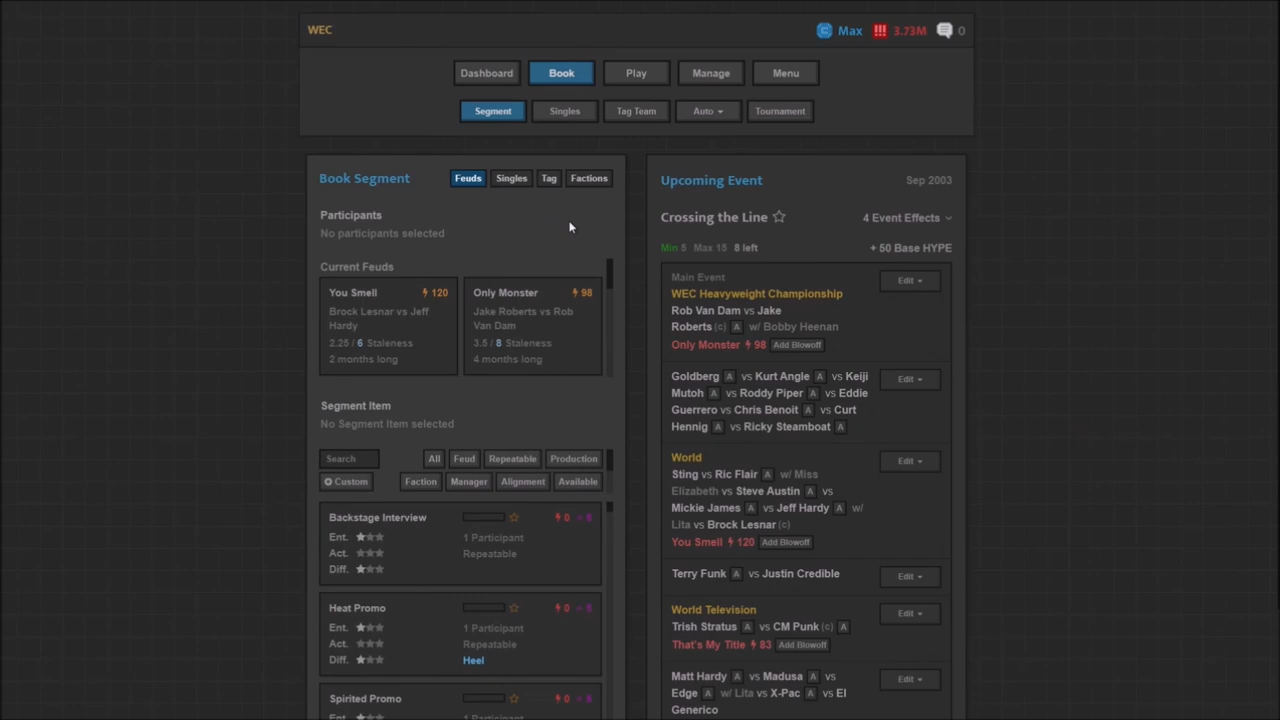 WEC
Max 3.73M 0
Dashboard Book Play Manage Menu
Segment Singles Tag Team Auto Tournament
Book Segment Feuds Singles Tag Factions
Participants
No participants selected
Current Feuds
You Smell 120
Brock Lesnar vs Jeff
Hardy
2.25 / 6 Staleness
2 months long
Only Monster 98
Jake Roberts vs Rob
Van Dam
3.5 / 8 Staleness
4 months long
Segment Item
No Segment Item selected
Search All Feud Repeatable Production
Custom Faction Manager Alignment Available
Backstage Interview 0
Ent. 1 Participant
Act. Repeatable
Diff.
Heat Promo 0
Ent. 1 Participant
Act. Repeatable
Diff. Heel
Spirited Promo 0
Ent. 1 Participant
Upcoming Event Sep 2003
Crossing the Line 4 Event Effects
Min 5 Max 15 8 left + 50 Base HYPE
Main Event Edit
WEC Heavyweight Championship
Rob Van Dam vs Jake
Roberts (c) A w/ Bobby Heenan
Only Monster 98 Add Blowoff
Goldberg A vs Kurt Angle A vs Keiji Edit
Mutoh A vs Roddy Piper A vs Eddie
Guerrero vs Chris Benoit A vs Curt
Hennig A vs Ricky Steamboat A
World Edit
Sting vs Ric Flair A w/ Miss
Elizabeth vs Steve Austin A vs
Mickie James A vs Jeff Hardy A w/
Lita vs Brock Lesnar (c)
You Smell 120 Add Blowoff
Terry Funk A vs Justin Credible Edit
World Television Edit
Trish Stratus A vs CM Punk (c) A
That's My Title 83 Add Blowoff
Matt Hardy A vs Madusa A vs Edit
Edge A w/ Lita vs X-Pac A vs El
Generico